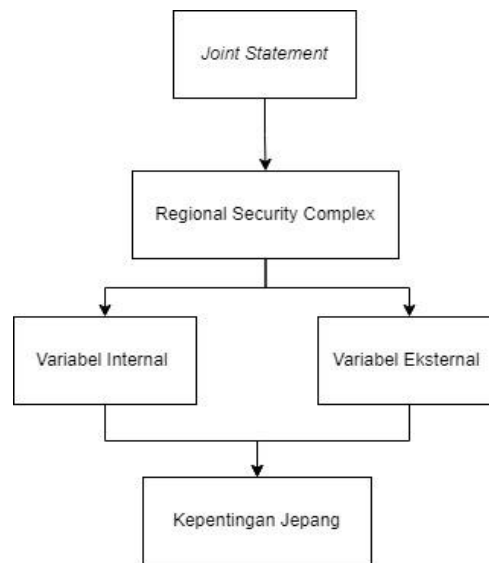 Joint Statement
Regional Security Complex
Variabel Internal
Variabel Eksternal
Kepentingan Jepang